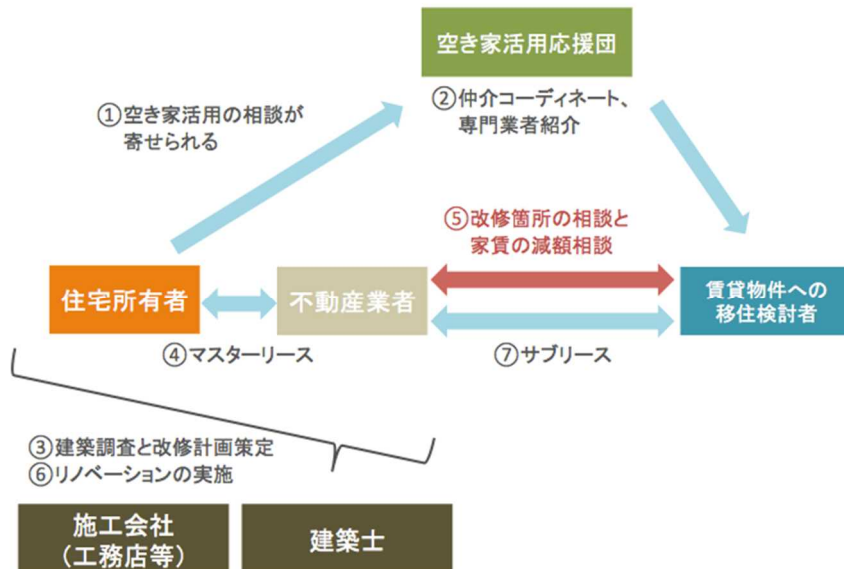 空き家活用応援団
①空き家活用の相談が
寄せられる
②仲介コーディネート、
専門業者紹介
⑤改修箇所の相談と
家賃の減額相談
住宅所有者
不動産業者
賃貸物件への
移住検討者
④マスターリース
⑦サブリース
③建築調査と改修計画策定
⑥リノベーションの実施
施工会社
（工務店等）
建築士